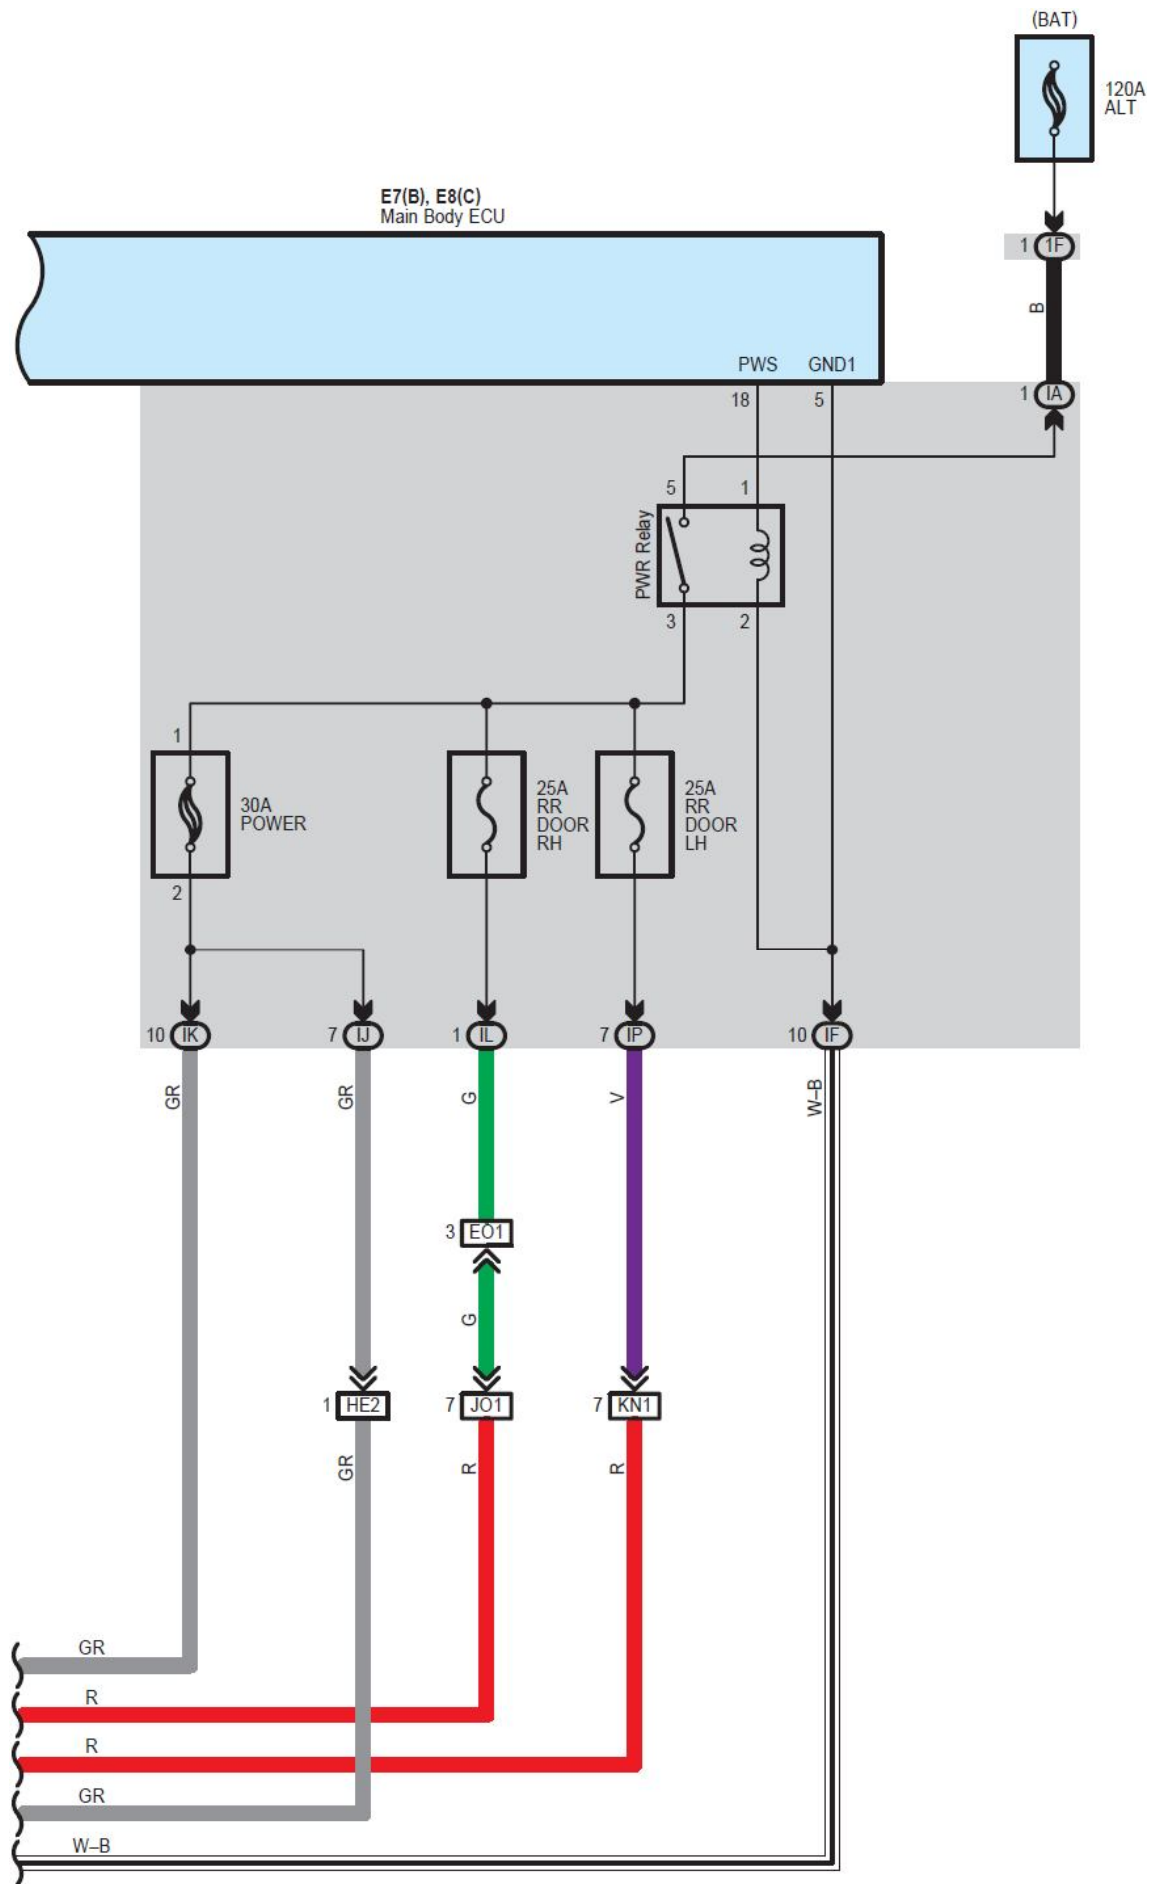 (BAT)
120A
ALT
E7(B), E8(C)
Main Body ECU
1 1F
B
PWS GND1
18 5
1 IA
5 1
PWR Relay
3 2
1
30A
POWER
2
25A
RR
DOOR
RH
25A
RR
DOOR
LH
10 IK 7 IJ 1 IL 7 IP 10 IF
GR GR G V W–B
3 EO1
G
1 HE2 7 JO1 7 KN1
GR R R
GR
R
R
GR
W–B